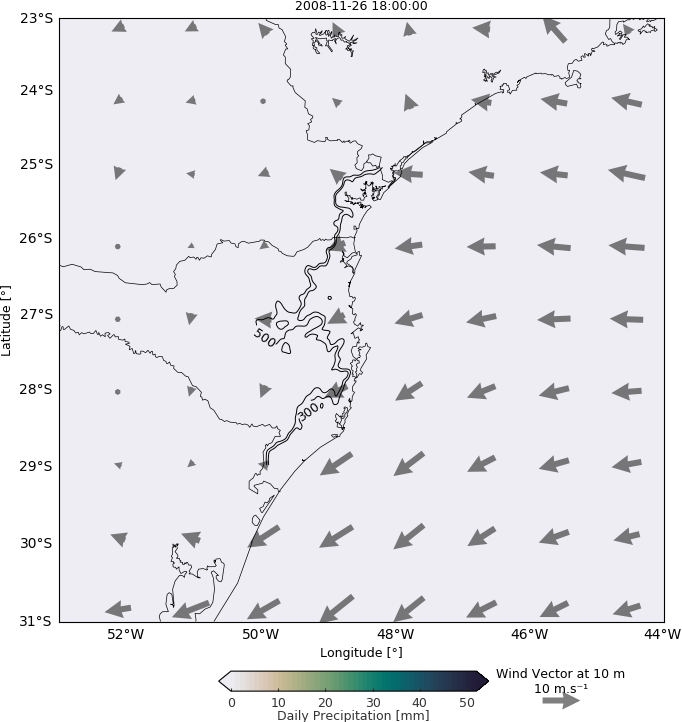 2008-11-26 18:00:00
23°S
24°S
25°S
26°S
27°S
28°S
29°S
30°S
31°S
Latitude [°]
500
300
52°W 50°W 48°W 46°W 44°W
Longitude [°]
0 10 20 30 40 50
Daily Precipitation [mm]
Wind Vector at 10 m
10 m.s⁻¹